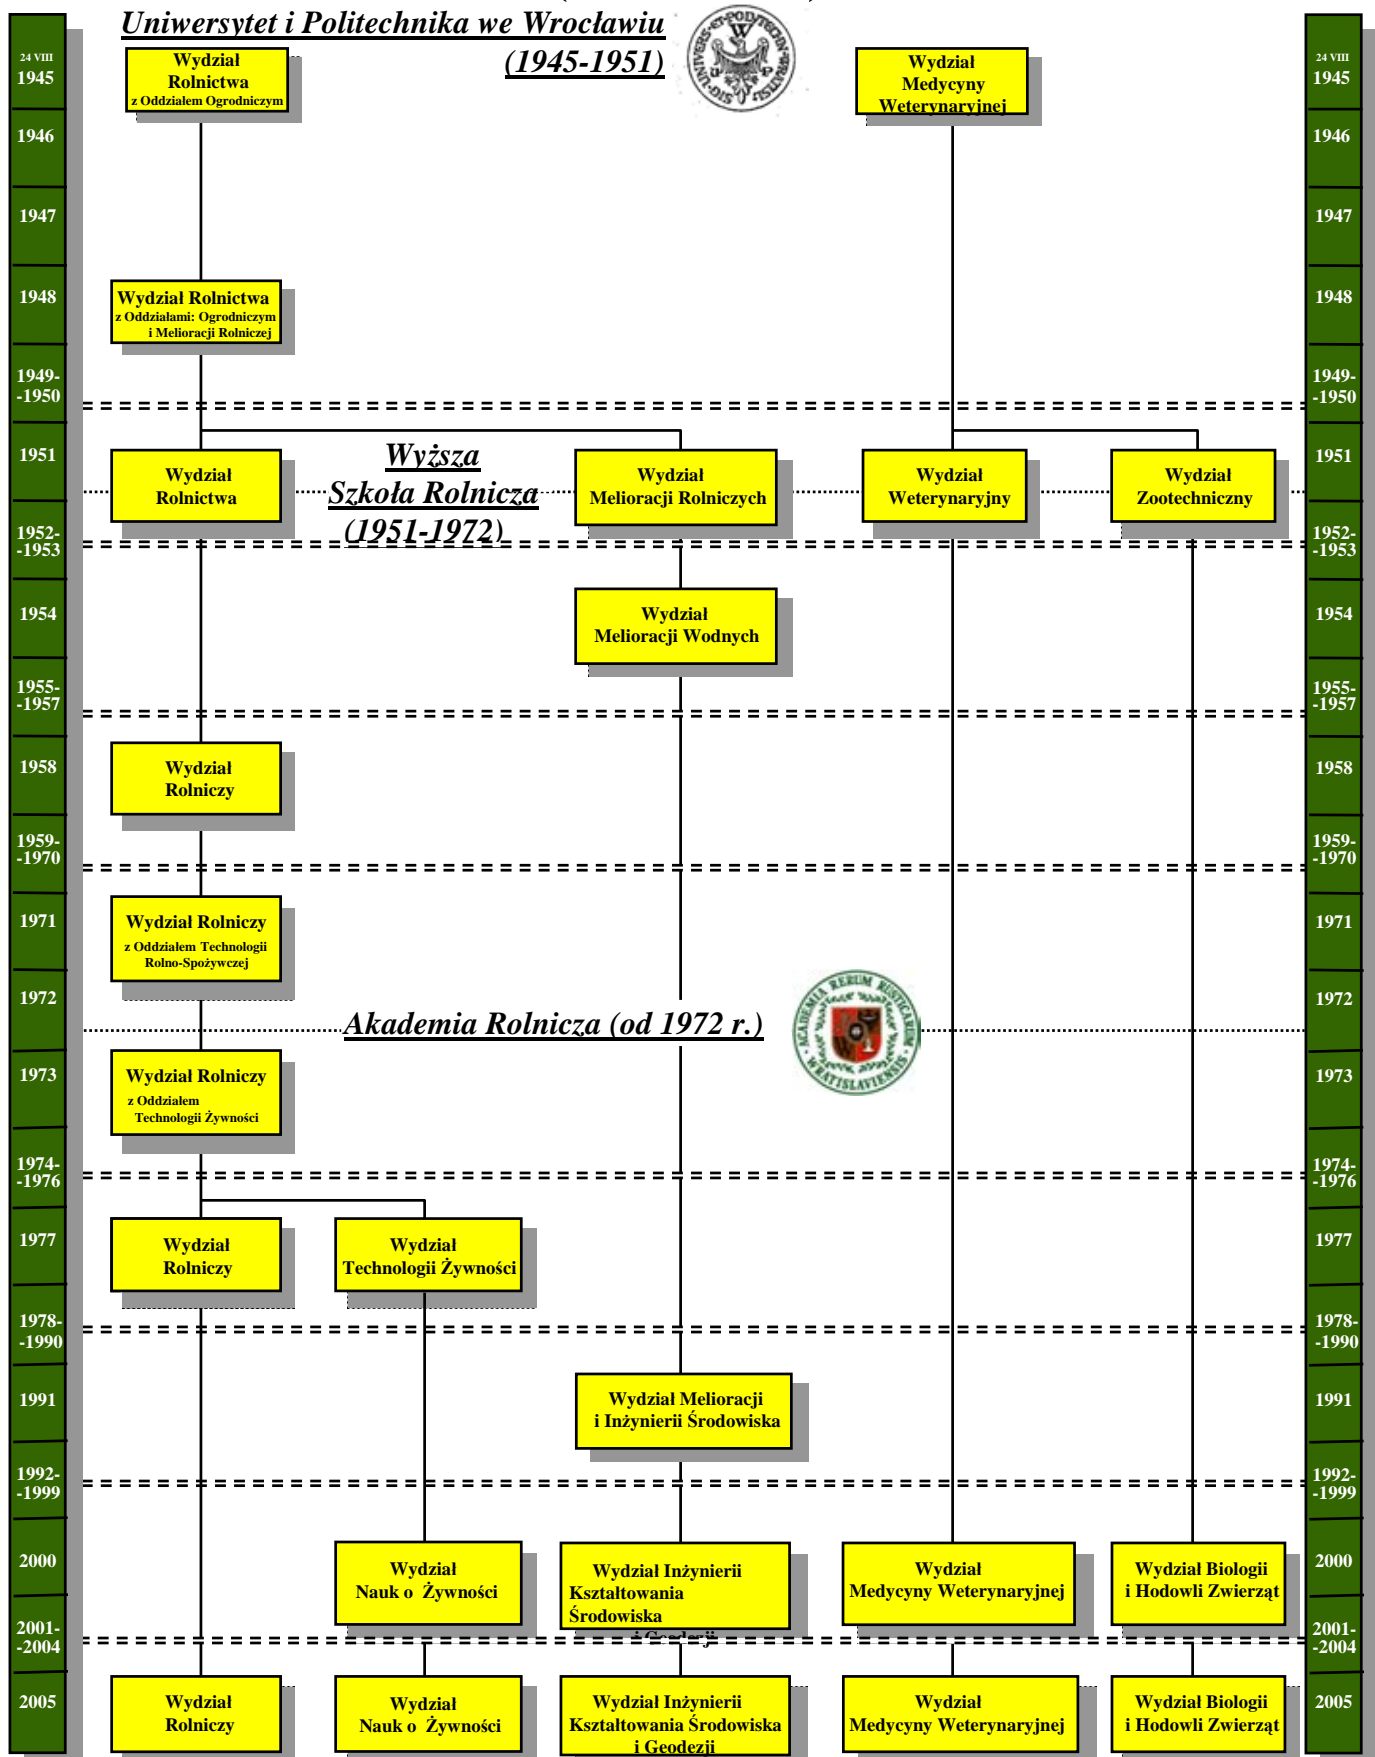 Uniwersytet i Politechnika we Wrocławiu
(1945-1951)
24 VIII
1945
24 VIII
1945
Wydział
Rolnictwa
z Oddziałem Ogrodniczym
Wydział
Medycyny
Weterynaryjnej
1946
1946
1947
1947
1948
1948
Wydział Rolnictwa
z Oddziałami: Ogrodniczym
i Melioracji Rolniczej
1949-
-1950
1949-
-1950
1951
1951
Wydział
Rolnictwa
Wyższa
Szkoła Rolnicza
(1951-1972)
Wydział
Melioracji Rolniczych
Wydział
Weterynaryjny
Wydział
Zootechniczny
1952-
-1953
1952-
-1953
1954
1954
Wydział
Melioracji Wodnych
1955-
-1957
1955-
-1957
1958
1958
Wydział
Rolniczy
1959-
-1970
1959-
-1970
1971
1971
Wydział Rolniczy
z Oddziałem Technologii
Rolno-Spożywczej
1972
1972
Akademia Rolnicza (od 1972 r.)
ACADEMIA RERUM RUSTICARUM
WRATISLAVIENSIS
1973
1973
Wydział Rolniczy
z Oddziałem
Technologii Żywności
1974-
-1976
1974-
-1976
1977
1977
Wydział
Rolniczy
Wydział
Technologii Żywności
1978-
-1990
1978-
-1990
1991
1991
Wydział Melioracji
i Inżynierii Środowiska
1992-
-1999
1992-
-1999
2000
2000
Wydział
Nauk o Żywności
Wydział Inżynierii
Kształtowania
Środowiska
i Geodezji
Wydział
Medycyny Weterynaryjnej
Wydział Biologii
i Hodowli Zwierząt
2001-
-2004
2001-
-2004
2005
2005
Wydział
Rolniczy
Wydział
Nauk o Żywności
Wydział Inżynierii
Kształtowania Środowiska
i Geodezji
Wydział
Medycyny Weterynaryjnej
Wydział Biologii
i Hodowli Zwierząt